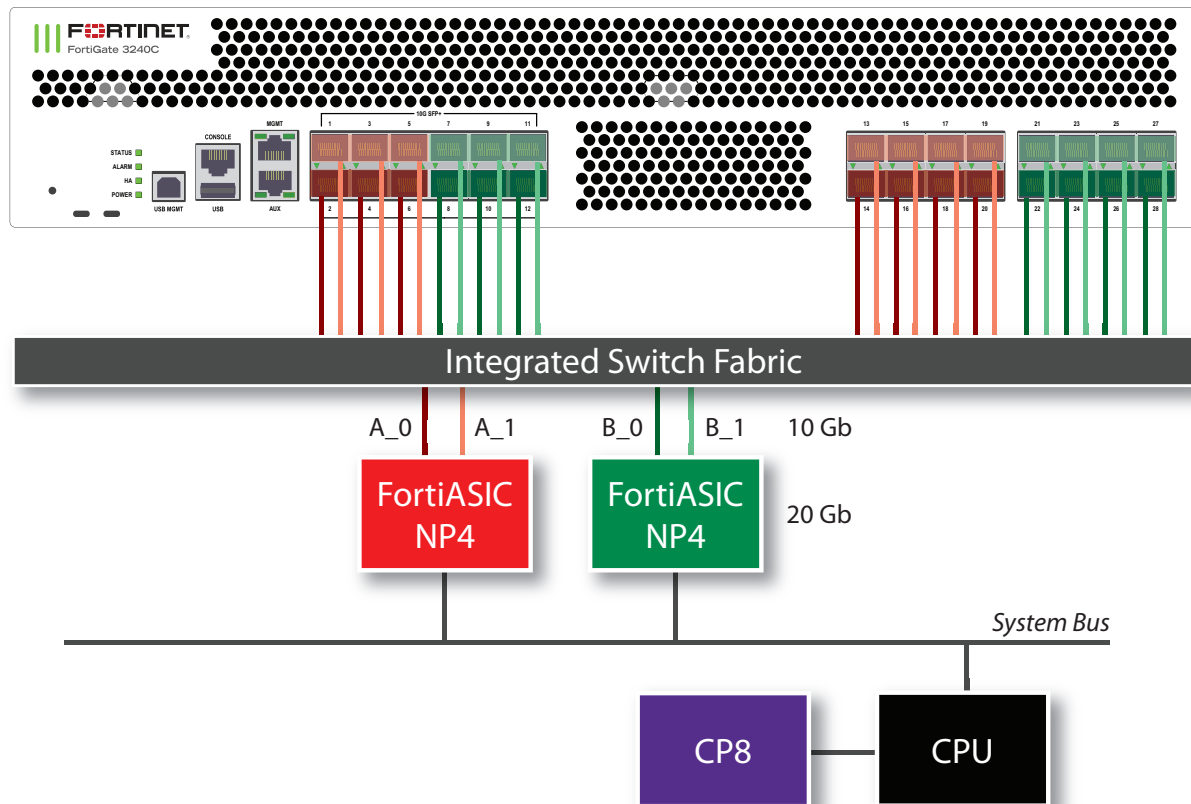 FORTINET
FortiGate 3240C
10G SFP+
1 3 5 7 9 11
13 15 17 19
21 23 25 27
MGMT
CONSOLE
STATUS
ALARM
HA
POWER
USB MGMT
USB
AUX
2 4 6 8 10 12
14 16 18 20
22 24 26 28
Integrated Switch Fabric
A_0 A_1 B_0 B_1 10 Gb
FortiASIC
NP4
FortiASIC
NP4
20 Gb
System Bus
CP8
CPU